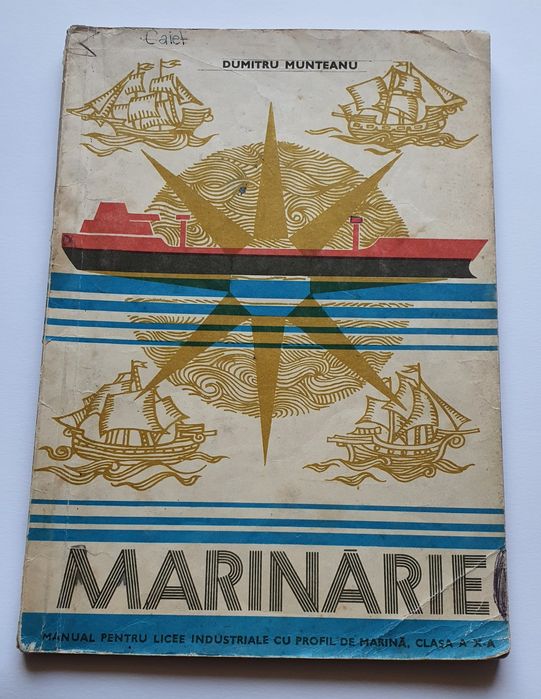 Caiet
DUMITRU MUNTEANU
MARINĂRIE
MANUAL PENTRU LICEE INDUSTRIALE CU PROFIL DE MARINĂ, CLASA A X-A